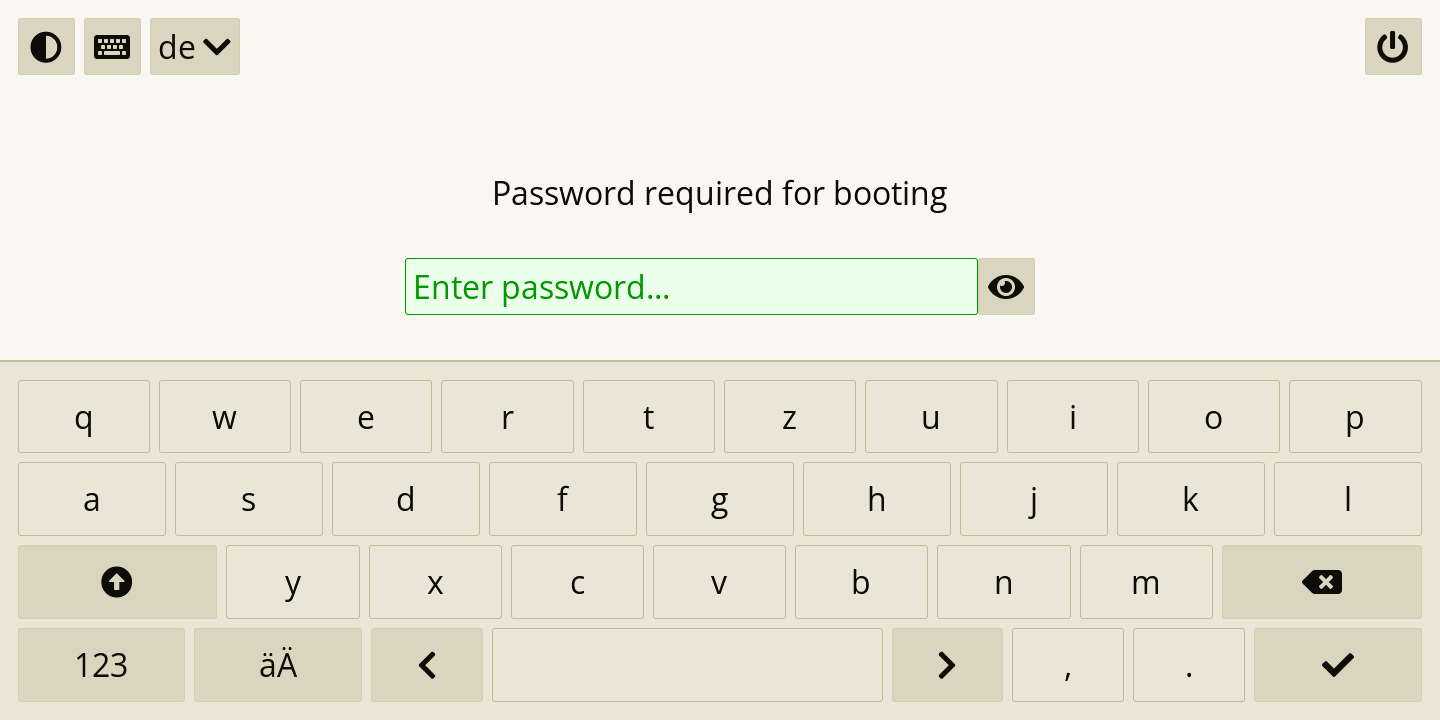 de
Password required for booting
Enter password...
q w e r t z u i o p
a s d f g h j k l
y x c v b n m
123 äÄ , .